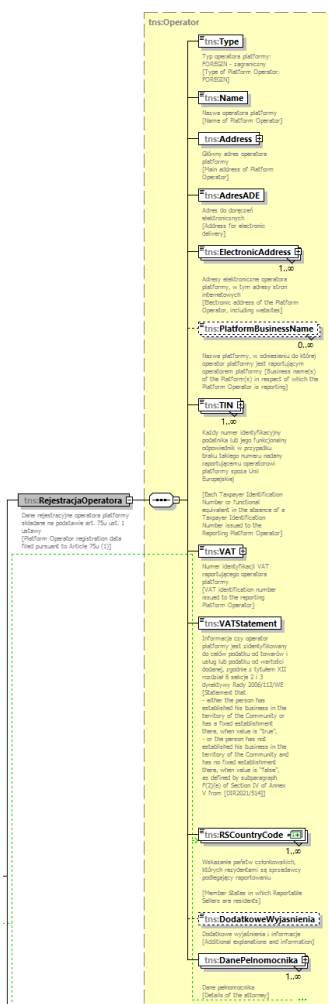 tns:Operator
tns:Type
Typ operatora platformy:
FOREIGN - zagraniczny
[Type of Platform Operator:
FOREIGN]
tns:Name
Nazwa operatora platformy
[Name of Platform Operator]
tns:Address
Główny adres operatora
platformy
[Main address of Platform
Operator]
tns:AdresADE
Adres do doręczeń
elektronicznych
[Address for electronic
delivery]
tns:ElectronicAddress
1..∞
Adresy elektroniczne operatora
platformy, w tym adresy stron
internetowych
[Electronic address of the Platform
Operator, including websites]
tns:PlatformBusinessName
0..∞
Nazwa platformy, w odniesieniu do której
operator platformy jest raportującym
operatorem platformy [Business name(s)
of the Platform(s) in respect of which the
Platform Operator is reporting]
tns:TIN
1..∞
Każdy numer identyfikacyjny
podatnika lub jego funkcjonalny
odpowiednik w przypadku
braku takiego numeru nadany
raportującemu operatorowi
platformy spoza Unii
Europejskiej
[Each Taxpayer Identification
Number or functional
equivalent in the absence of a
Taxpayer Identification
Number issued to the
Reporting Platform Operator]
tns:RejestracjaOperatora
Dane rejestracyjne operatora platformy
składane na podstawie art. 75u ust. 1
ustawy
[Platform Operator registration data
filed pursuant to Article 75u (1)]
tns:VAT
Numer identyfikacji VAT
raportującego operatora
platformy
[VAT Identification number
issued to the reporting
Platform Operator]
tns:VATStatement
Informacja czy operator
platformy jest zidentyfikowany
do celów podatku od towarów i
usług lub podatku od wartości
dodanej, zgodnie z tytułem XII
rozdział 6 sekcje 2 i 3
dyrektywy Rady 2006/112/WE
[Statement that
- either the person has
established his business in the
territory of the Community or
has a fixed establishment
there, when value is "true",
- or the person has not
established his business in the
territory of the Community and
has no fixed establishment
there, when value is "false",
as defined by subparagraph
F(2)(e) of Section IV of Annex
V from [DIR2021/514]]
tns:RSCountryCode
1..∞
Wskazanie państw członkowskich,
których rezydentami są sprzedawcy
podlegający raportowaniu
[Member States in which Reportable
Sellers are residents]
tns:DodatkoweWyjasnienia
Dodatkowe wyjaśnienia i informacje
[Additional explanations and information]
tns:DanePelnomocnika
1..∞
Dane pełnomocnika
[Details of the attorney]
...